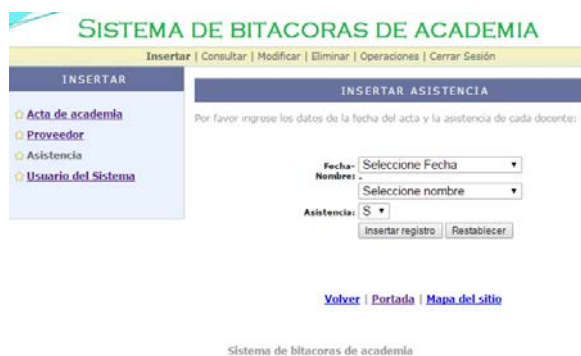 SISTEMA DE BITACORAS DE ACADEMIA
Insertar | Consultar | Modificar | Eliminar | Operaciones | Cerrar Sesión
INSERTAR
Acta de academia
Proveedor
Asistencia
Usuario del Sistema
INSERTAR ASISTENCIA
Por favor ingrese los datos de la fecha del acta y la asistencia de cada docente:
Fecha- Seleccione Fecha
Nombre: -
Seleccione nombre
Asistencia: S
Insertar registro Restablecer
Volver | Portada | Mapa del sitio
Sistema de bitacoras de academia